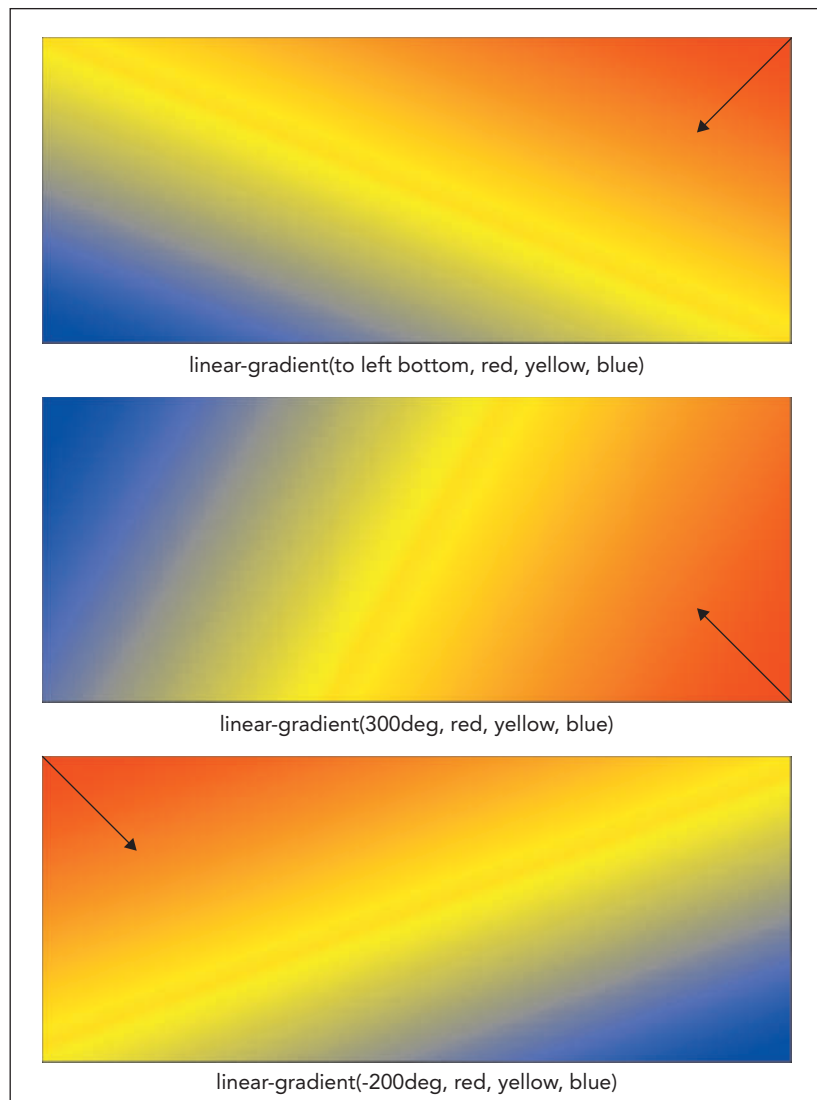 linear-gradient(to left bottom, red, yellow, blue)
linear-gradient(300deg, red, yellow, blue)
linear-gradient(-200deg, red, yellow, blue)